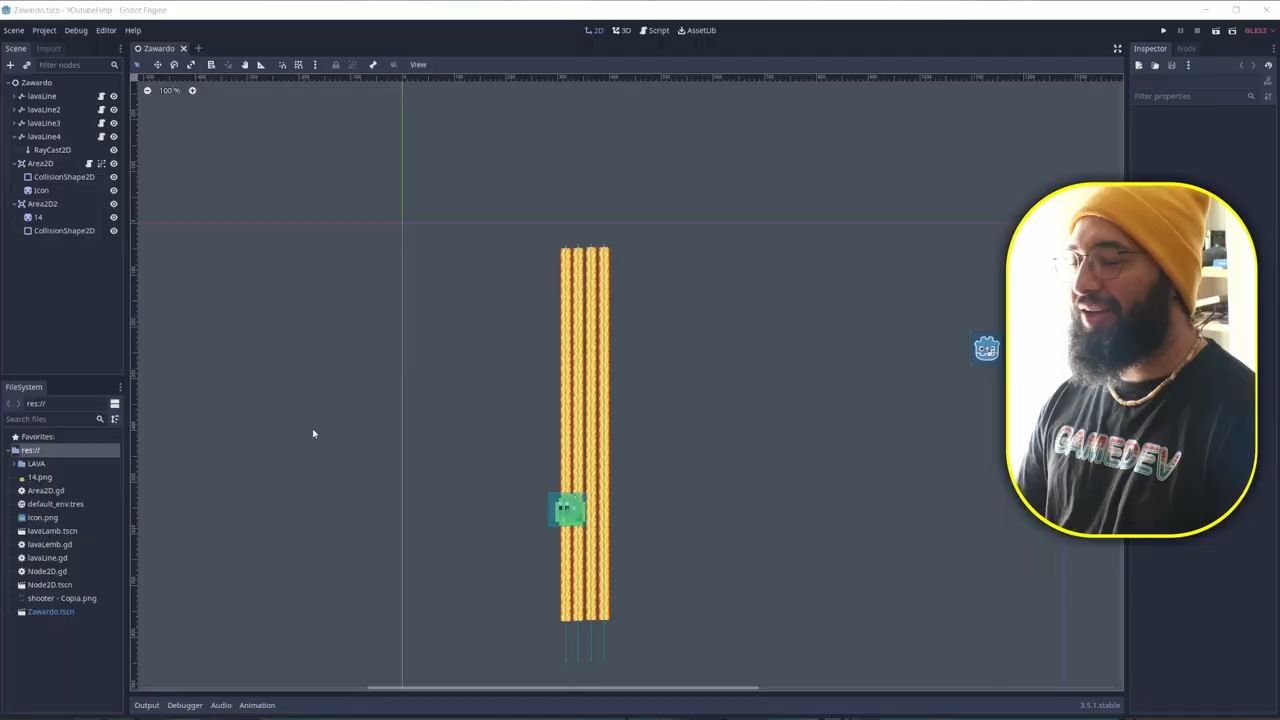 Zawardo.tscn - YOutubeHelp - Godot Engine
Scene Project Debug Editor Help
2D 3D Script AssetLib
GLES3
Scene Import
Zawardo
Inspector Node
Filter nodes
View
Zawardo
100 %
Filter properties
lavaLine
lavaLine2
lavaLine3
lavaLine4
RayCast2D
Area2D
CollisionShape2D
Icon
Area2D2
14
CollisionShape2D
FileSystem
res://
Search files
Favorites:
res://
LAVA
14.png
Area2D.gd
default_env.tres
icon.png
lavaLamb.tscn
lavaLemb.gd
lavaLine.gd
Node2D.gd
Node2D.tscn
shooter - Copia.png
Zawardo.tscn
GAMEDEV
Output Debugger Audio Animation
3.5.1.stable